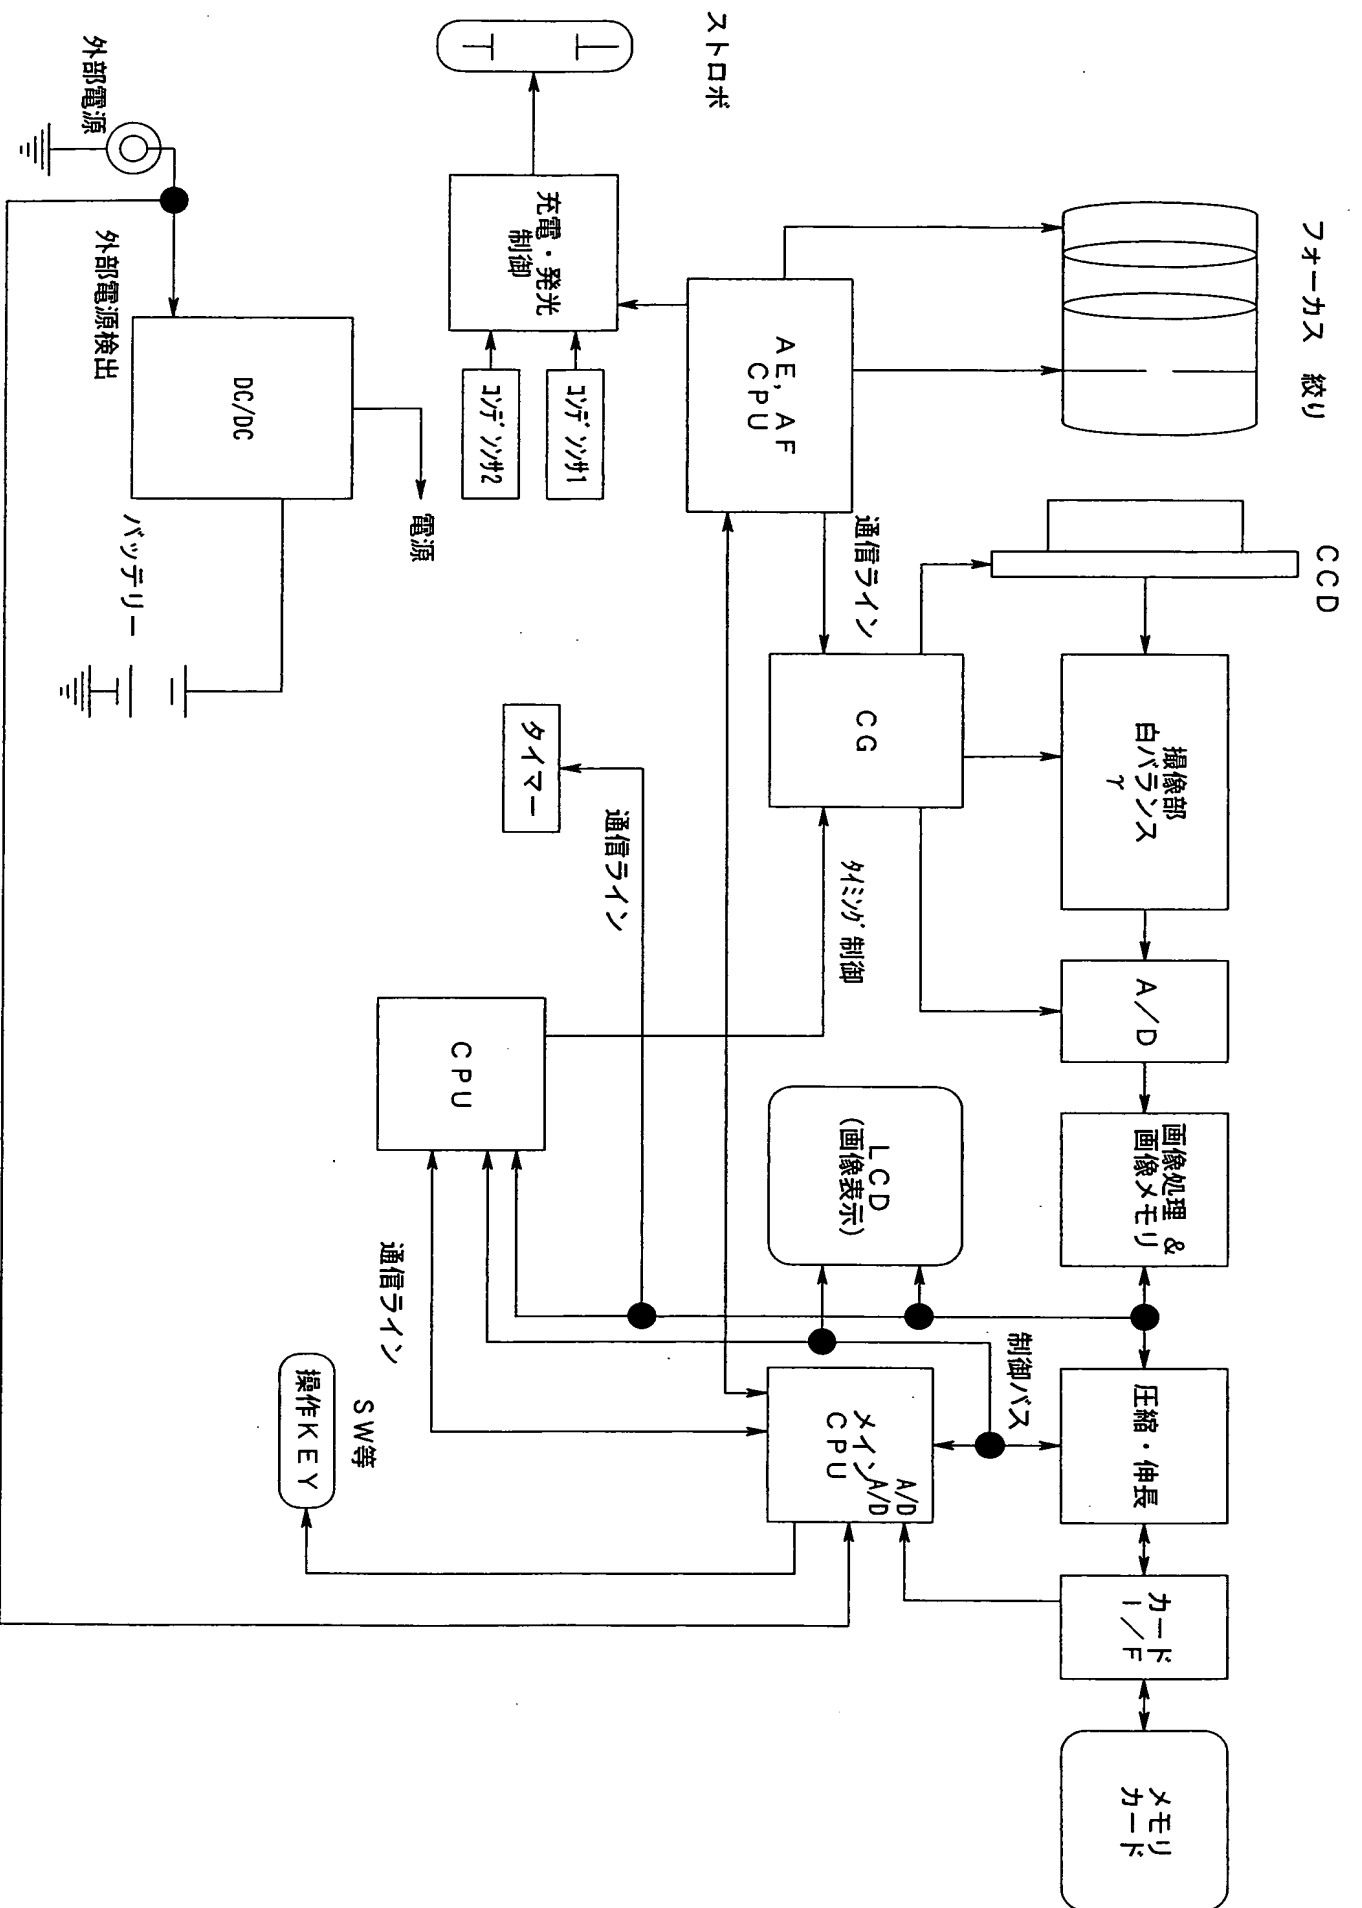 フォーカス 絞り
CCD
撮像部
白バランス
γ
A/D
画像処理 &
画像メモリ
圧縮・伸長
カード
I/F
メモリ
カード
ストロボ
充電・発光
制御
コンデンサ1
コンデンサ2
AE, AF
CPU
通信ライン
CG
タイミング制御
LCD
(画像表示)
制御バス
メイン
CPU
A/D
A/D
タイマー
通信ライン
CPU
通信ライン
SW等
操作KEY
外部電源
外部電源検出
DC/DC
電源
バッテリー